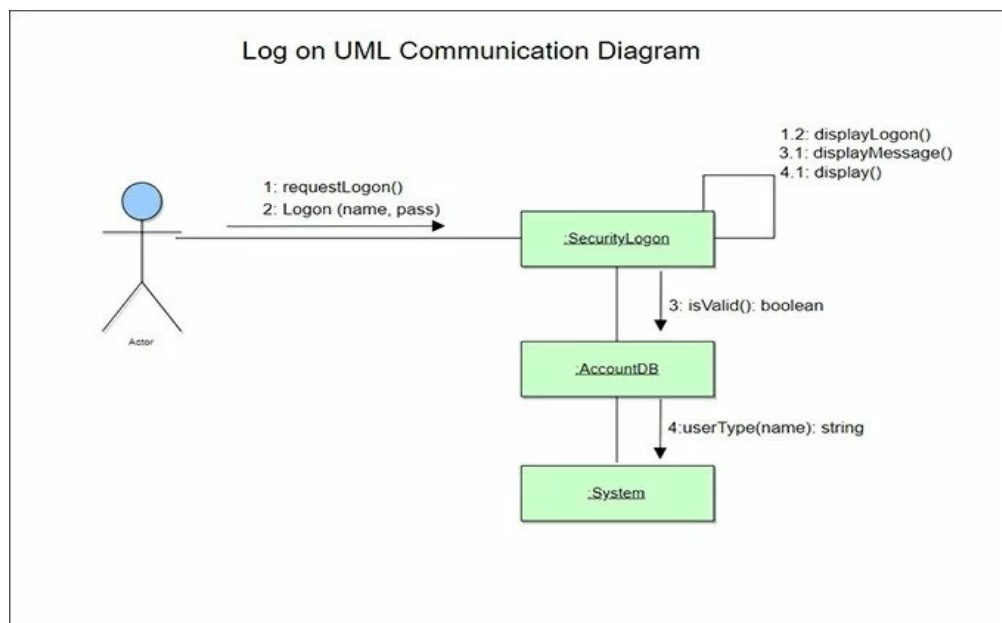 Log on UML Communication Diagram
1.2: displayLogon()
3.1: displayMessage()
4.1: display()
1: requestLogon()
2: Logon (name, pass)
:SecurityLogon
3: isValid(): boolean
Actor
:AccountDB
4:userType(name): string
:System